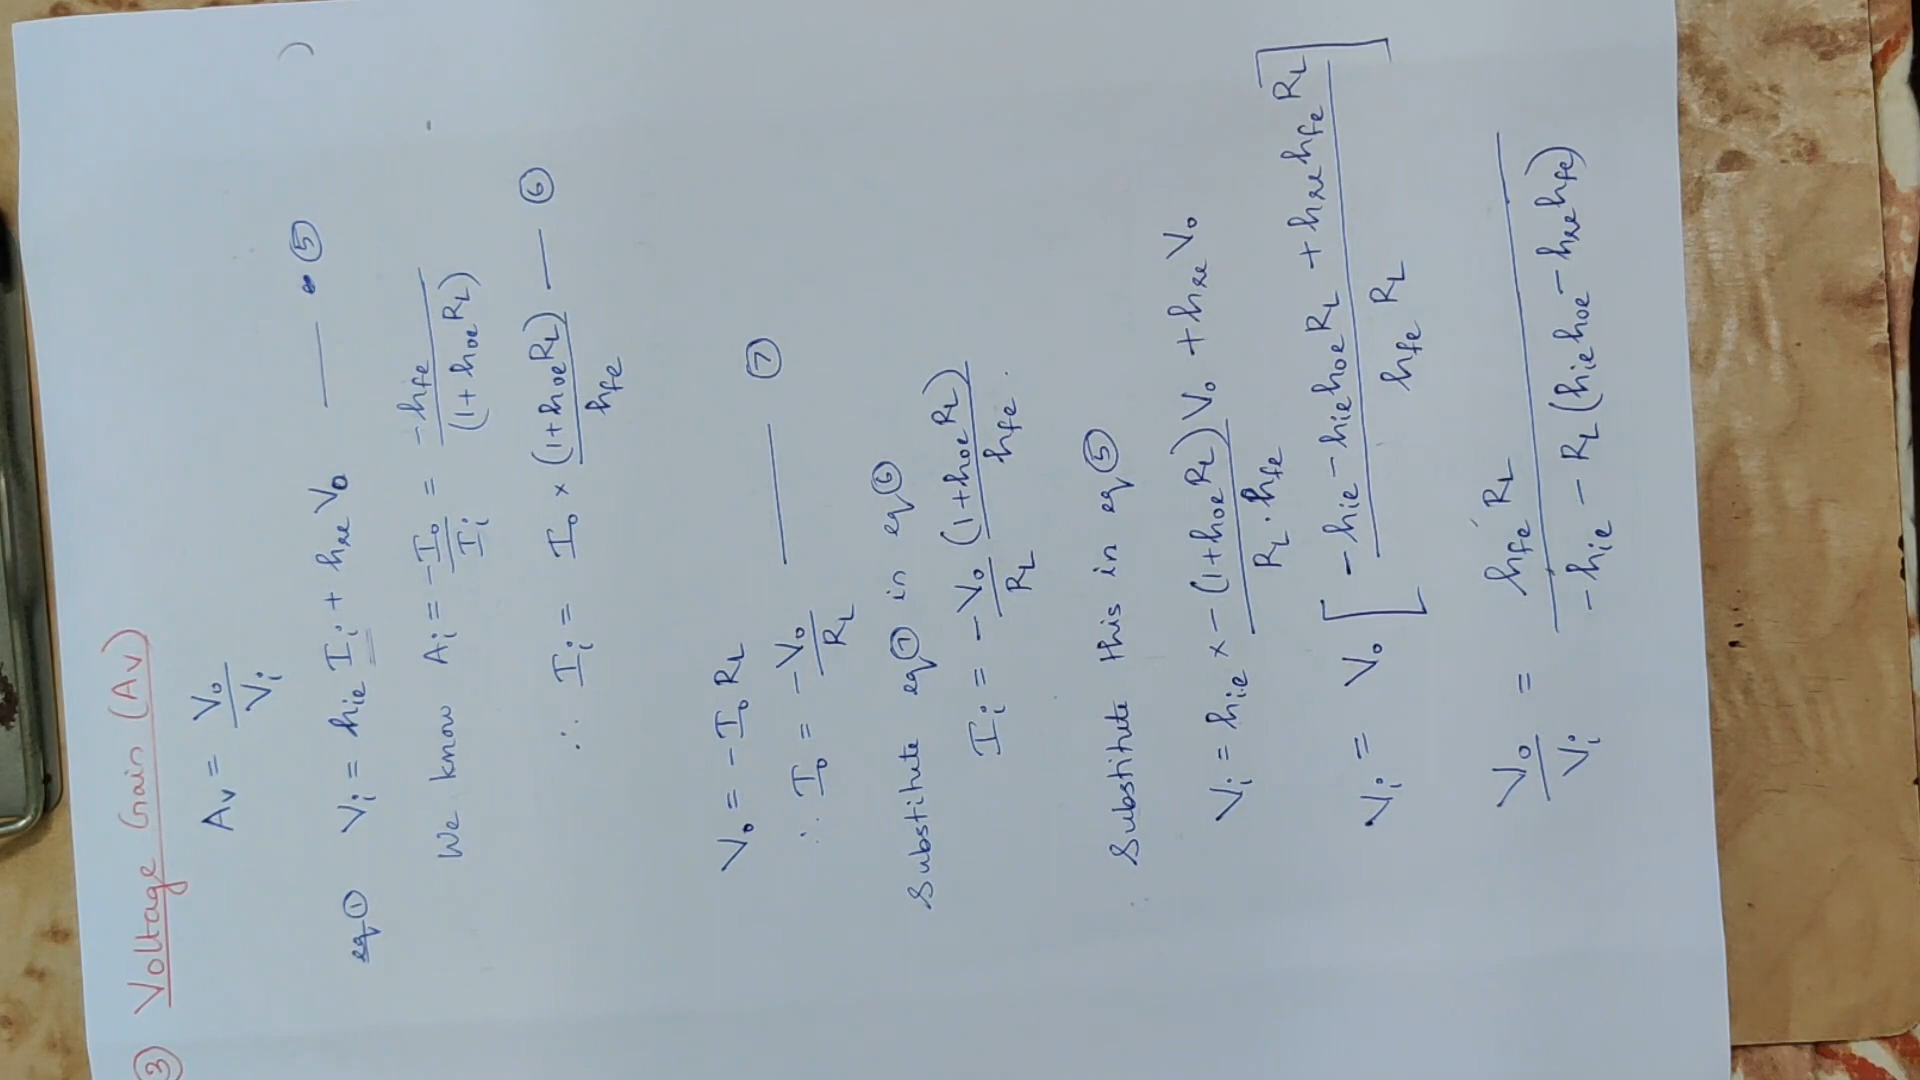 ③ Voltage Gain (Av)
Av = Vo/Vi
eq① Vi = hie Ii + hre Vo —— ⑤
We know Ai = -Io/Ii = -hfe/(1+hoe RL)
∴ Ii = Io × (1+hoe RL)/hfe — ⑥
Vo = - Io RL
∴ Io = -Vo/RL —— ⑦
Substitute eq⑦ in eq⑥
Ii = -Vo/RL (1+hoe RL)/hfe .
∴ Substitute this in eq⑤
Vi = hie × -(1+hoe RL)Vo/RL.hfe + hre Vo
Vi = Vo [-hie - hie hoe RL + hre hfe RL / hfe RL]
Vo/Vi = hfe RL / -hie - RL (hie hoe - hre hfe)